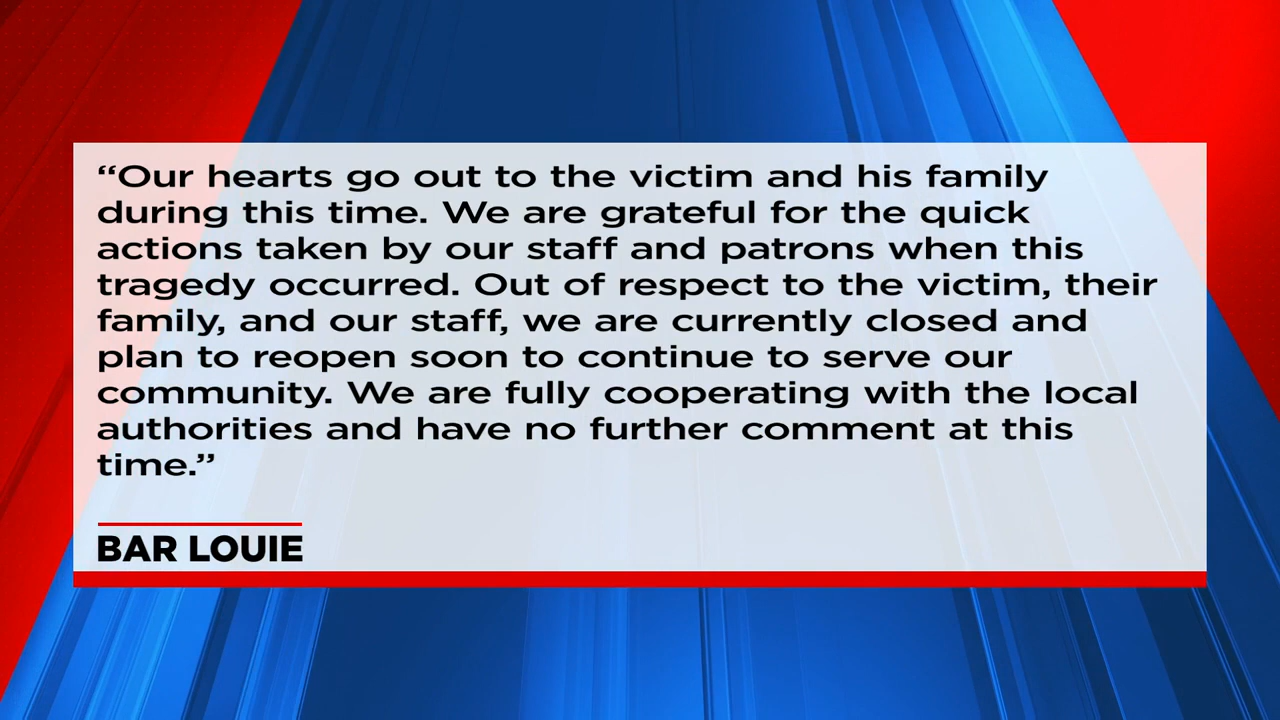 “Our hearts go out to the victim and his family
during this time. We are grateful for the quick
actions taken by our staff and patrons when this
tragedy occurred. Out of respect to the victim, their
family, and our staff, we are currently closed and
plan to reopen soon to continue to serve our
community. We are fully cooperating with the local
authorities and have no further comment at this
time.”
BAR LOUIE